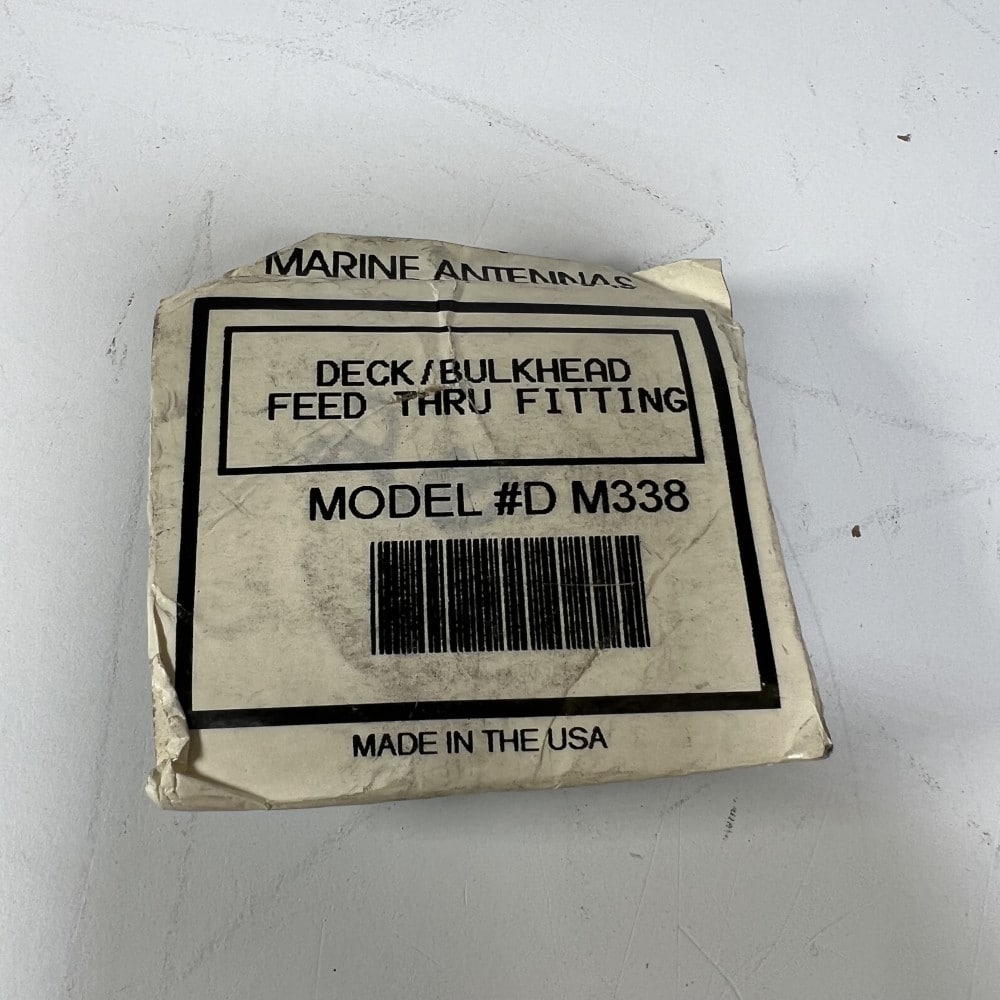 MARINE ANTENNAS
DECK/BULKHEAD
FEED THRU FITTING
MODEL #D M338
MADE IN THE USA